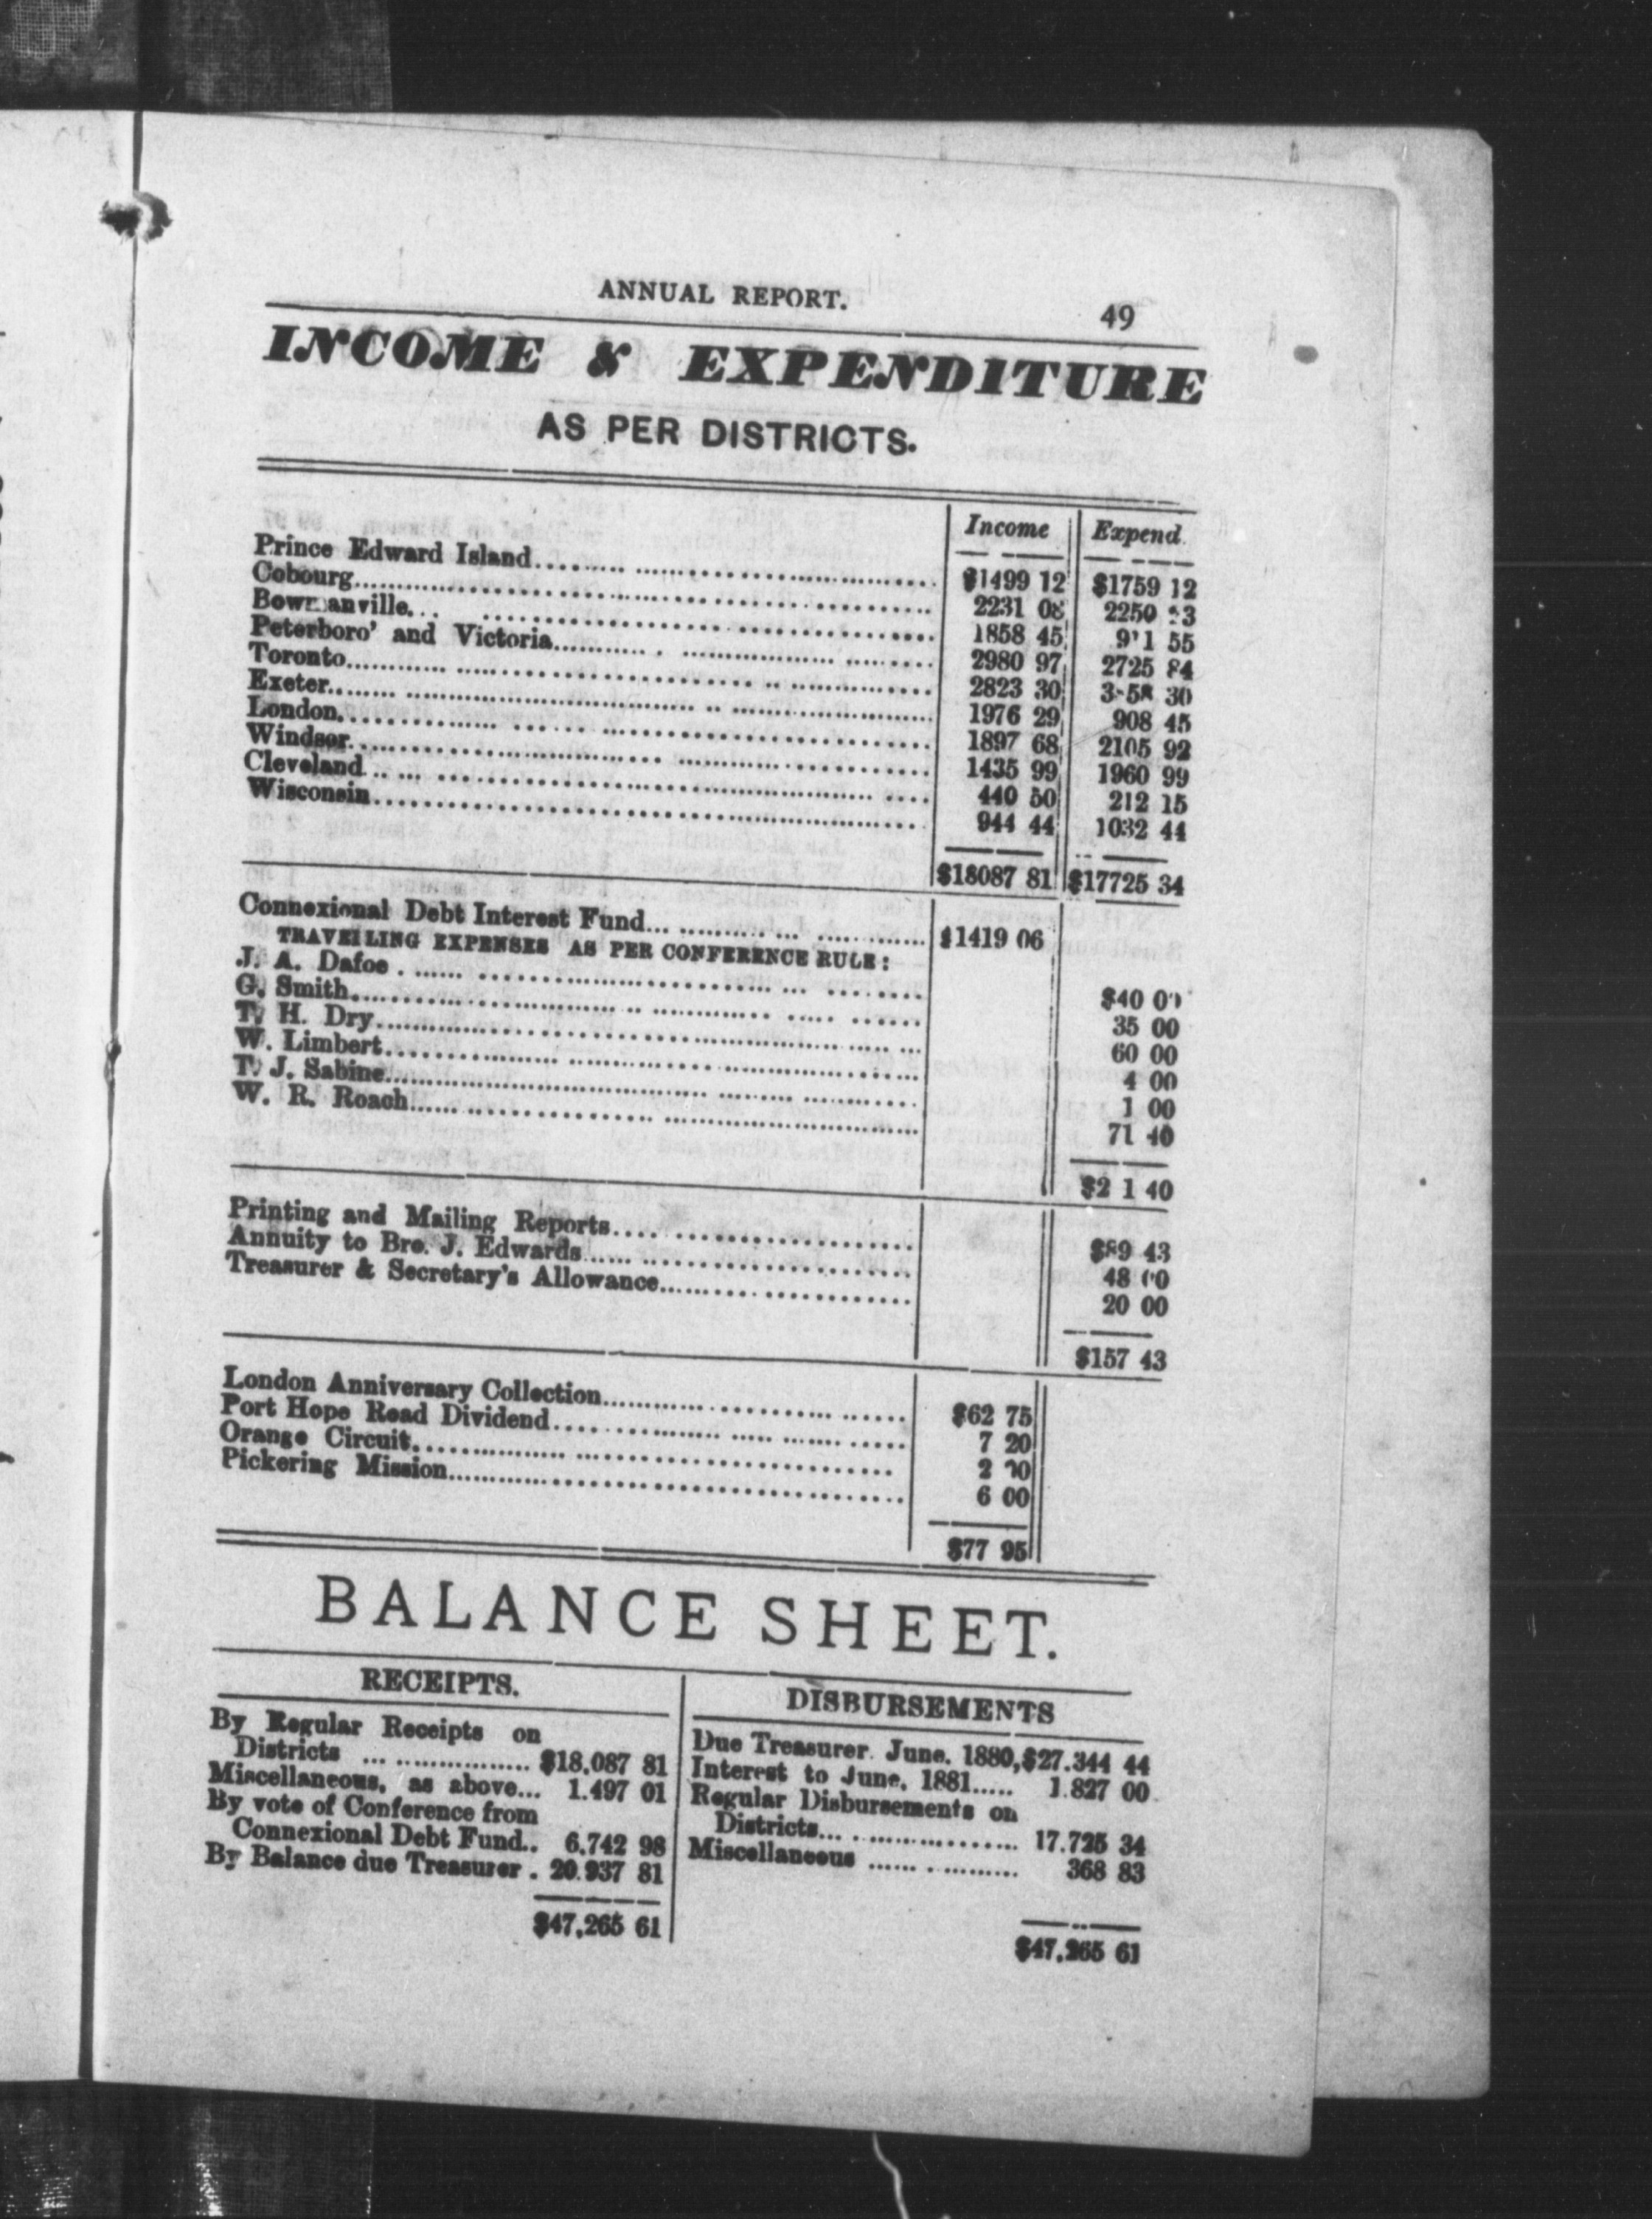 ANNUAL REPORT. 49
INCOME & EXPENDITURE
AS PER DISTRICTS.
Income Expend.
Prince Edward Island $1499 12 $1759 12
Cobourg 2231 08 2250
Bowmanville 1858 45 55
Peterboro' and Victoria 2980 97 2725 84
Toronto 2823 30 30
Exeter 1976 29 908 45
London 1897 68 2105 92
Windsor 1435 99 1960 99
Cleveland 440 50 212 15
Wisconsin 944 44 1032 44
$18087 81 $17725 34
Connexional Debt Interest Fund $1419 06
TRAVELLING EXPENSES AS PER CONFERENCE RULE:
J. A. Dafoe $40 00
G. Smith 35 00
T. H. Dry 60 00
W. Limbert 4 00
T. J. Sabine 1 00
W. R. Roach 71 40
$2 1 40
Printing and Mailing Reports $89 43
Annuity to Bro. J. Edwards 48 00
Treasurer & Secretary's Allowance 20 00
$157 43
London Anniversary Collection $62 75
Port Hope Road Dividend 7 20
Orange Circuit 2 00
Pickering Mission 6 00
$77 95
BALANCE SHEET.
RECEIPTS.
By Regular Receipts on
Districts $18,087 81
Miscellaneous, as above... 1.497 01
By vote of Conference from
Connexional Debt Fund.. 6,742 98
By Balance due Treasurer . 20.937 81
$47,265 61
DISBURSEMENTS
Due Treasurer. June, 1880, $27.344 44
Interest to June, 1881..... 1.827 00
Regular Disbursements on
Districts 17.725 34
Miscellaneous 368 83
$47,265 61